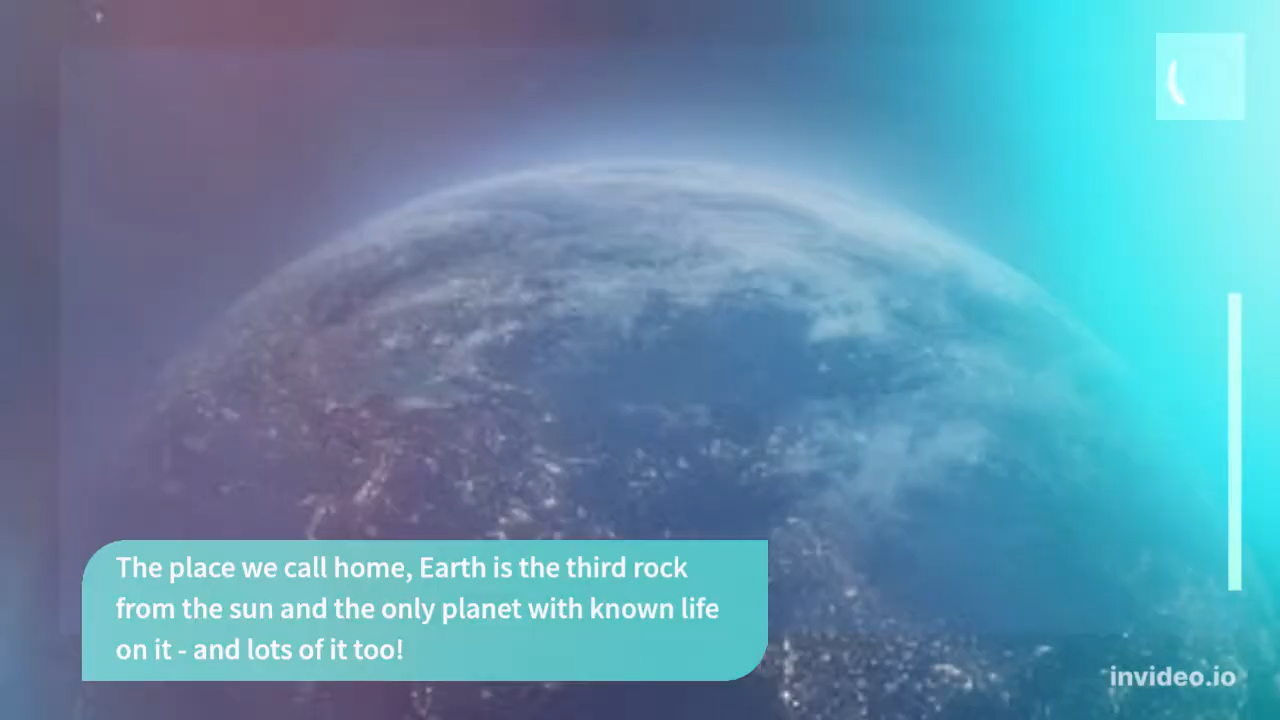 The place we call home, Earth is the third rock
from the sun and the only planet with known life
on it - and lots of it too!
invideo.io